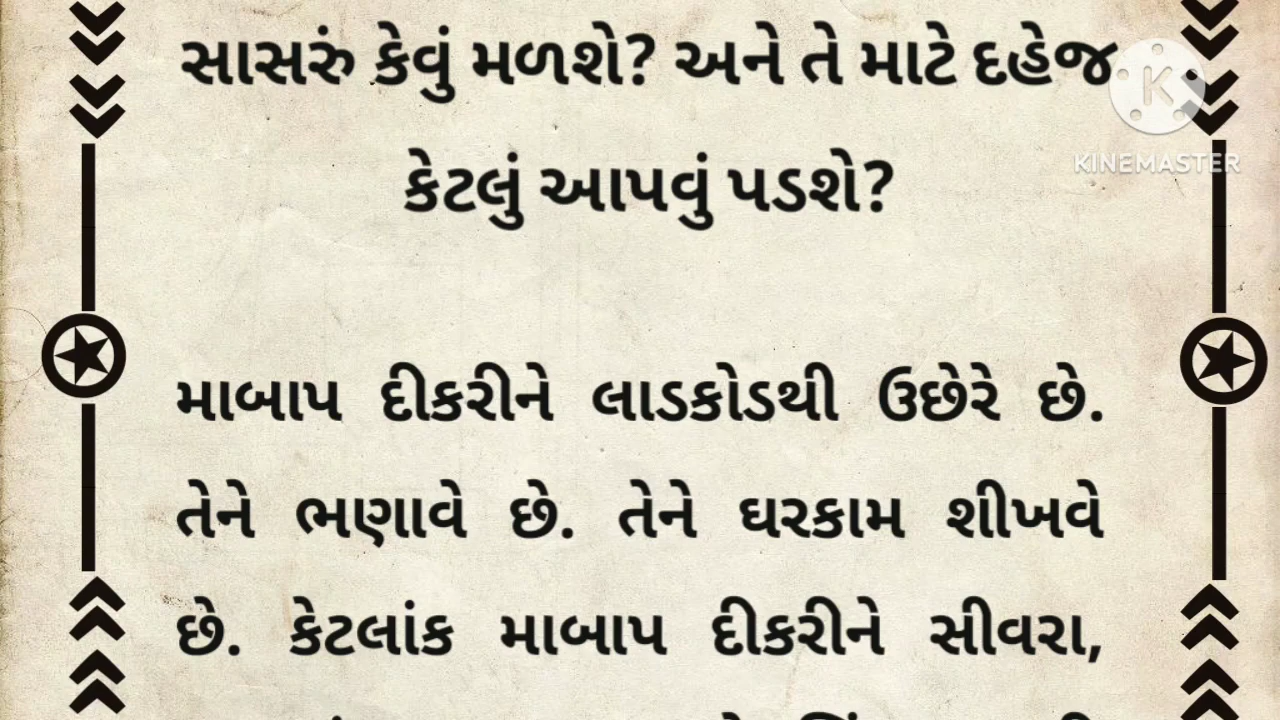 સાસરું કેવું મળશે? અને તે માટે દહેજ
કેટલું આપવું પડશે?
માબાપ દીકરીને લાડકોડથી ઉછેરે છે.
તેને ભણાવે છે. તેને ઘરકામ શીખવે
છે. કેટલાંક માબાપ દીકરીને સીવરા,
KINEMASTER